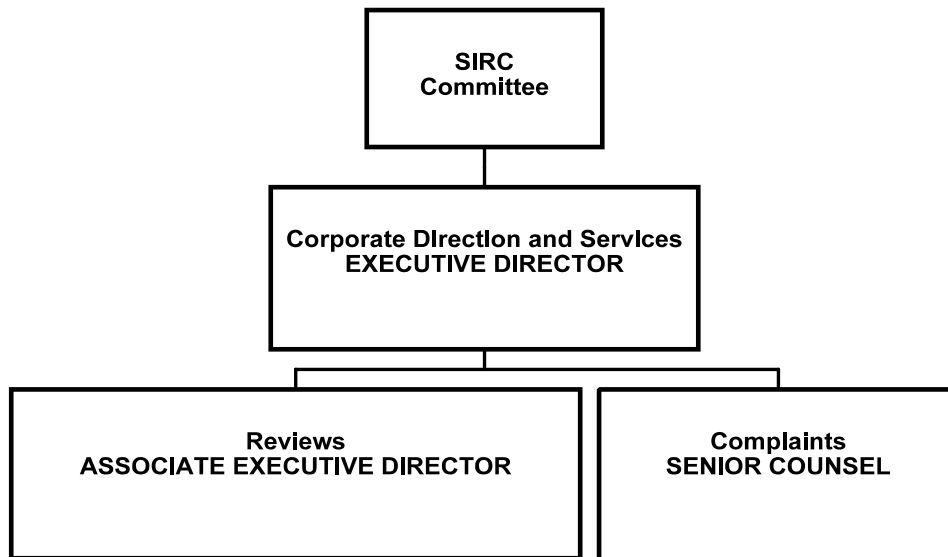 SIRC
Committee
Corporate Direction and Services
EXECUTIVE DIRECTOR
Reviews
ASSOCIATE EXECUTIVE DIRECTOR
Complaints
SENIOR COUNSEL